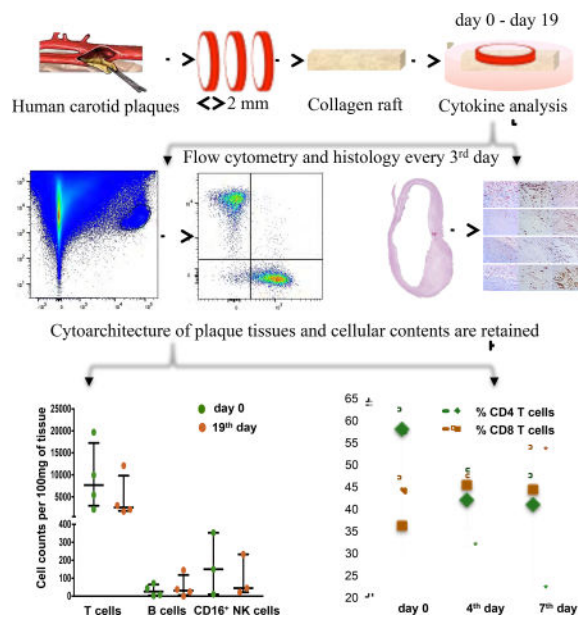 day 0 - day 19
Human carotid plaques
2 mm
Collagen raft
Cytokine analysis
Flow cytometry and histology every 3rd day
Cytoarchitecture of plaque tissues and cellular contents are retained
Cell counts per 100mg of tissue
25000
20000
15000
10000
5000
400
300
200
100
0
day 0
19th day
T cells
B cells
CD16+ NK cells
65
60
55
50
45
40
35
30
25
20
% CD4 T cells
% CD8 T cells
day 0
4th day
7th day